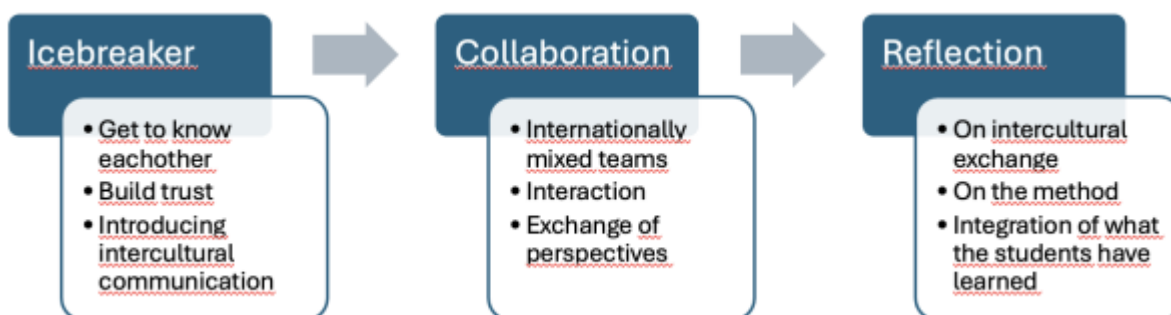 Icebreaker
• Get to know
eachother
• Build trust
• Introducing
intercultural
communication
Collaboration
• Internationally
mixed teams
• Interaction
• Exchange of
perspectives
Reflection
• On intercultural
exchange
• On the method
• Integration of what
the students have
learned